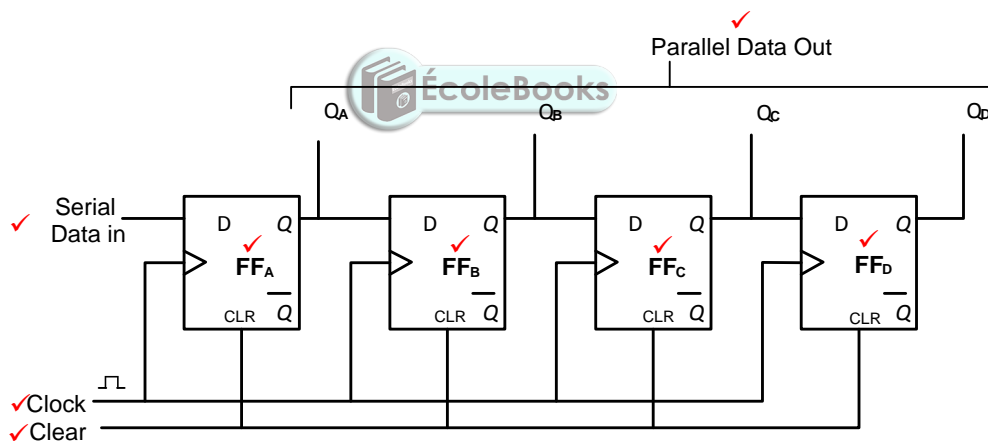 Parallel Data Out
ÉcoleBooks
QA QB QC QD
Serial
Data in
D Q D Q D Q D Q
FFA FFB FFC FFD
CLR Q CLR Q CLR Q CLR Q
Clock
Clear